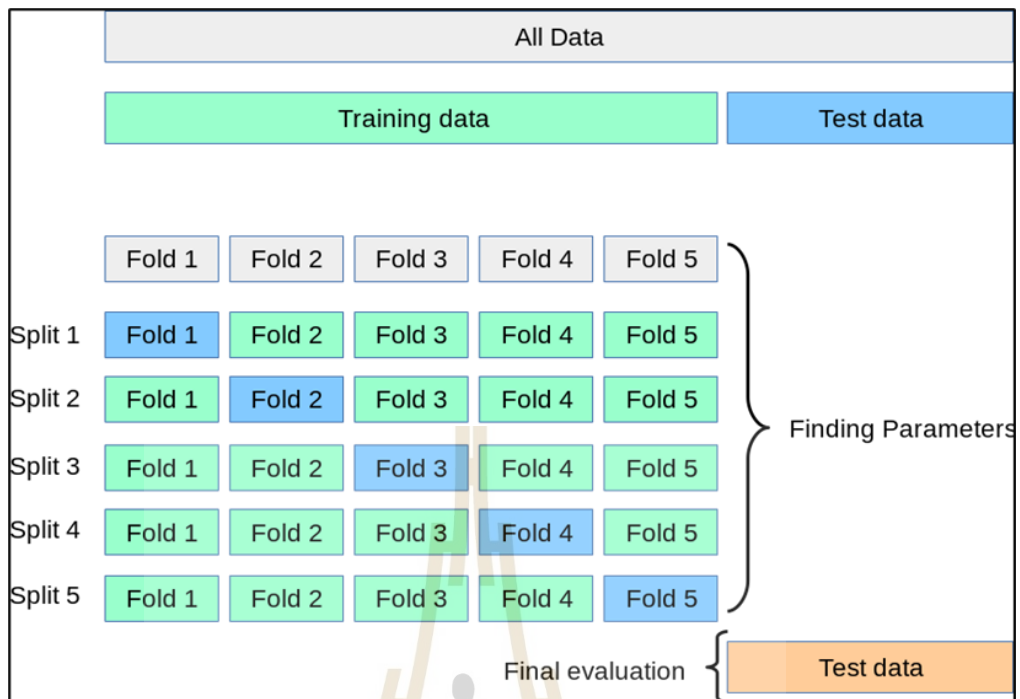 All Data
Training data Test data
Fold 1 Fold 2 Fold 3 Fold 4 Fold 5
Split 1 Fold 1 Fold 2 Fold 3 Fold 4 Fold 5
Split 2 Fold 1 Fold 2 Fold 3 Fold 4 Fold 5
Finding Parameters
Split 3 Fold 1 Fold 2 Fold 3 Fold 4 Fold 5
Split 4 Fold 1 Fold 2 Fold 3 Fold 4 Fold 5
Split 5 Fold 1 Fold 2 Fold 3 Fold 4 Fold 5
Final evaluation Test data